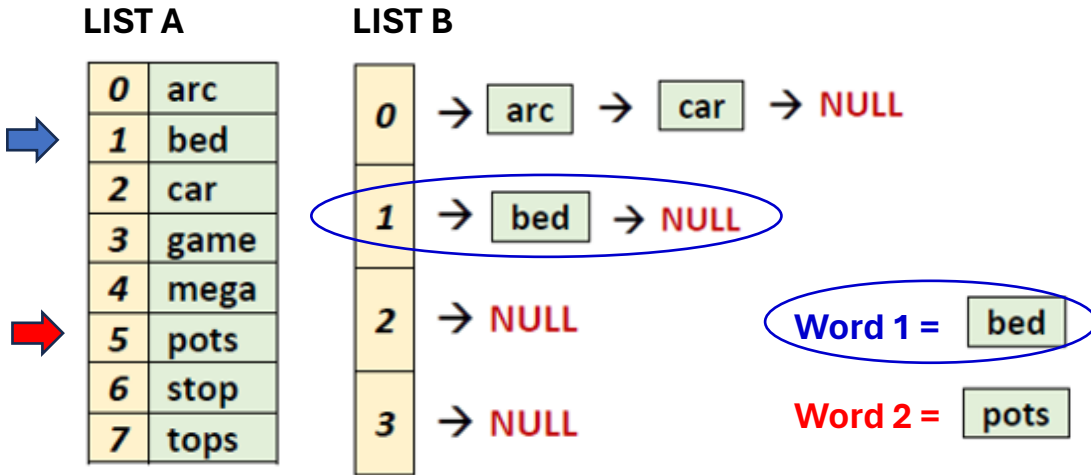 LIST A
0 arc
1 bed
2 car
3 game
4 mega
5 pots
6 stop
7 tops
LIST B
0 → arc → car → NULL
1 → bed → NULL
2 → NULL
3 → NULL
Word 1 = bed
Word 2 = pots